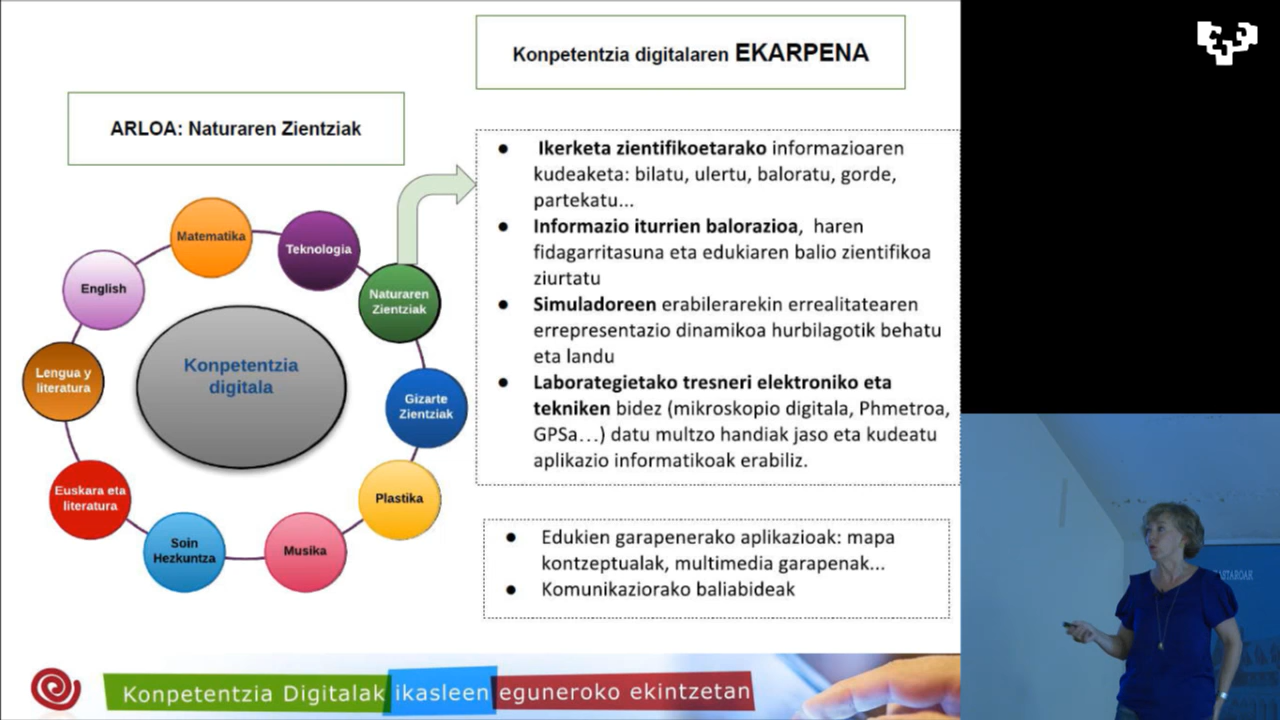 Konpetentzia digitalaren EKARPENA
ARLOA: Naturaren Zientziak
Matematika
Teknologia
English
Naturaren
Zientziak
Konpetentzia
digitala
Lengua y
literatura
Gizarte
Zientziak
Euskara eta
literatura
Plastika
Soin
Hezkuntza
Musika
● Ikerketa zientifikoetarako informazioaren
kudeaketa: bilatu, ulertu, baloratu, gorde,
partekatu...
● Informazio iturrien balorazioa, haren
fidagarritasuna eta edukiaren balio zientifikoa
ziurtatu
● Simuladoreen erabilerarekin errealitatearen
errepresentazio dinamikoa hurbilagotik behatu
eta landu
● Laborategietako tresneri elektroniko eta
tekniken bidez (mikroskopio digitala, Phmetroa,
GPSa...) datu multzo handiak jaso eta kudeatu
aplikazio informatikoak erabiliz.
● Edukien garapenerako aplikazioak: mapa
kontzeptualak, multimedia garapenak...
● Komunikaziorako baliabideak
Konpetentzia Digitalak ikasleen eguneroko ekintzetan